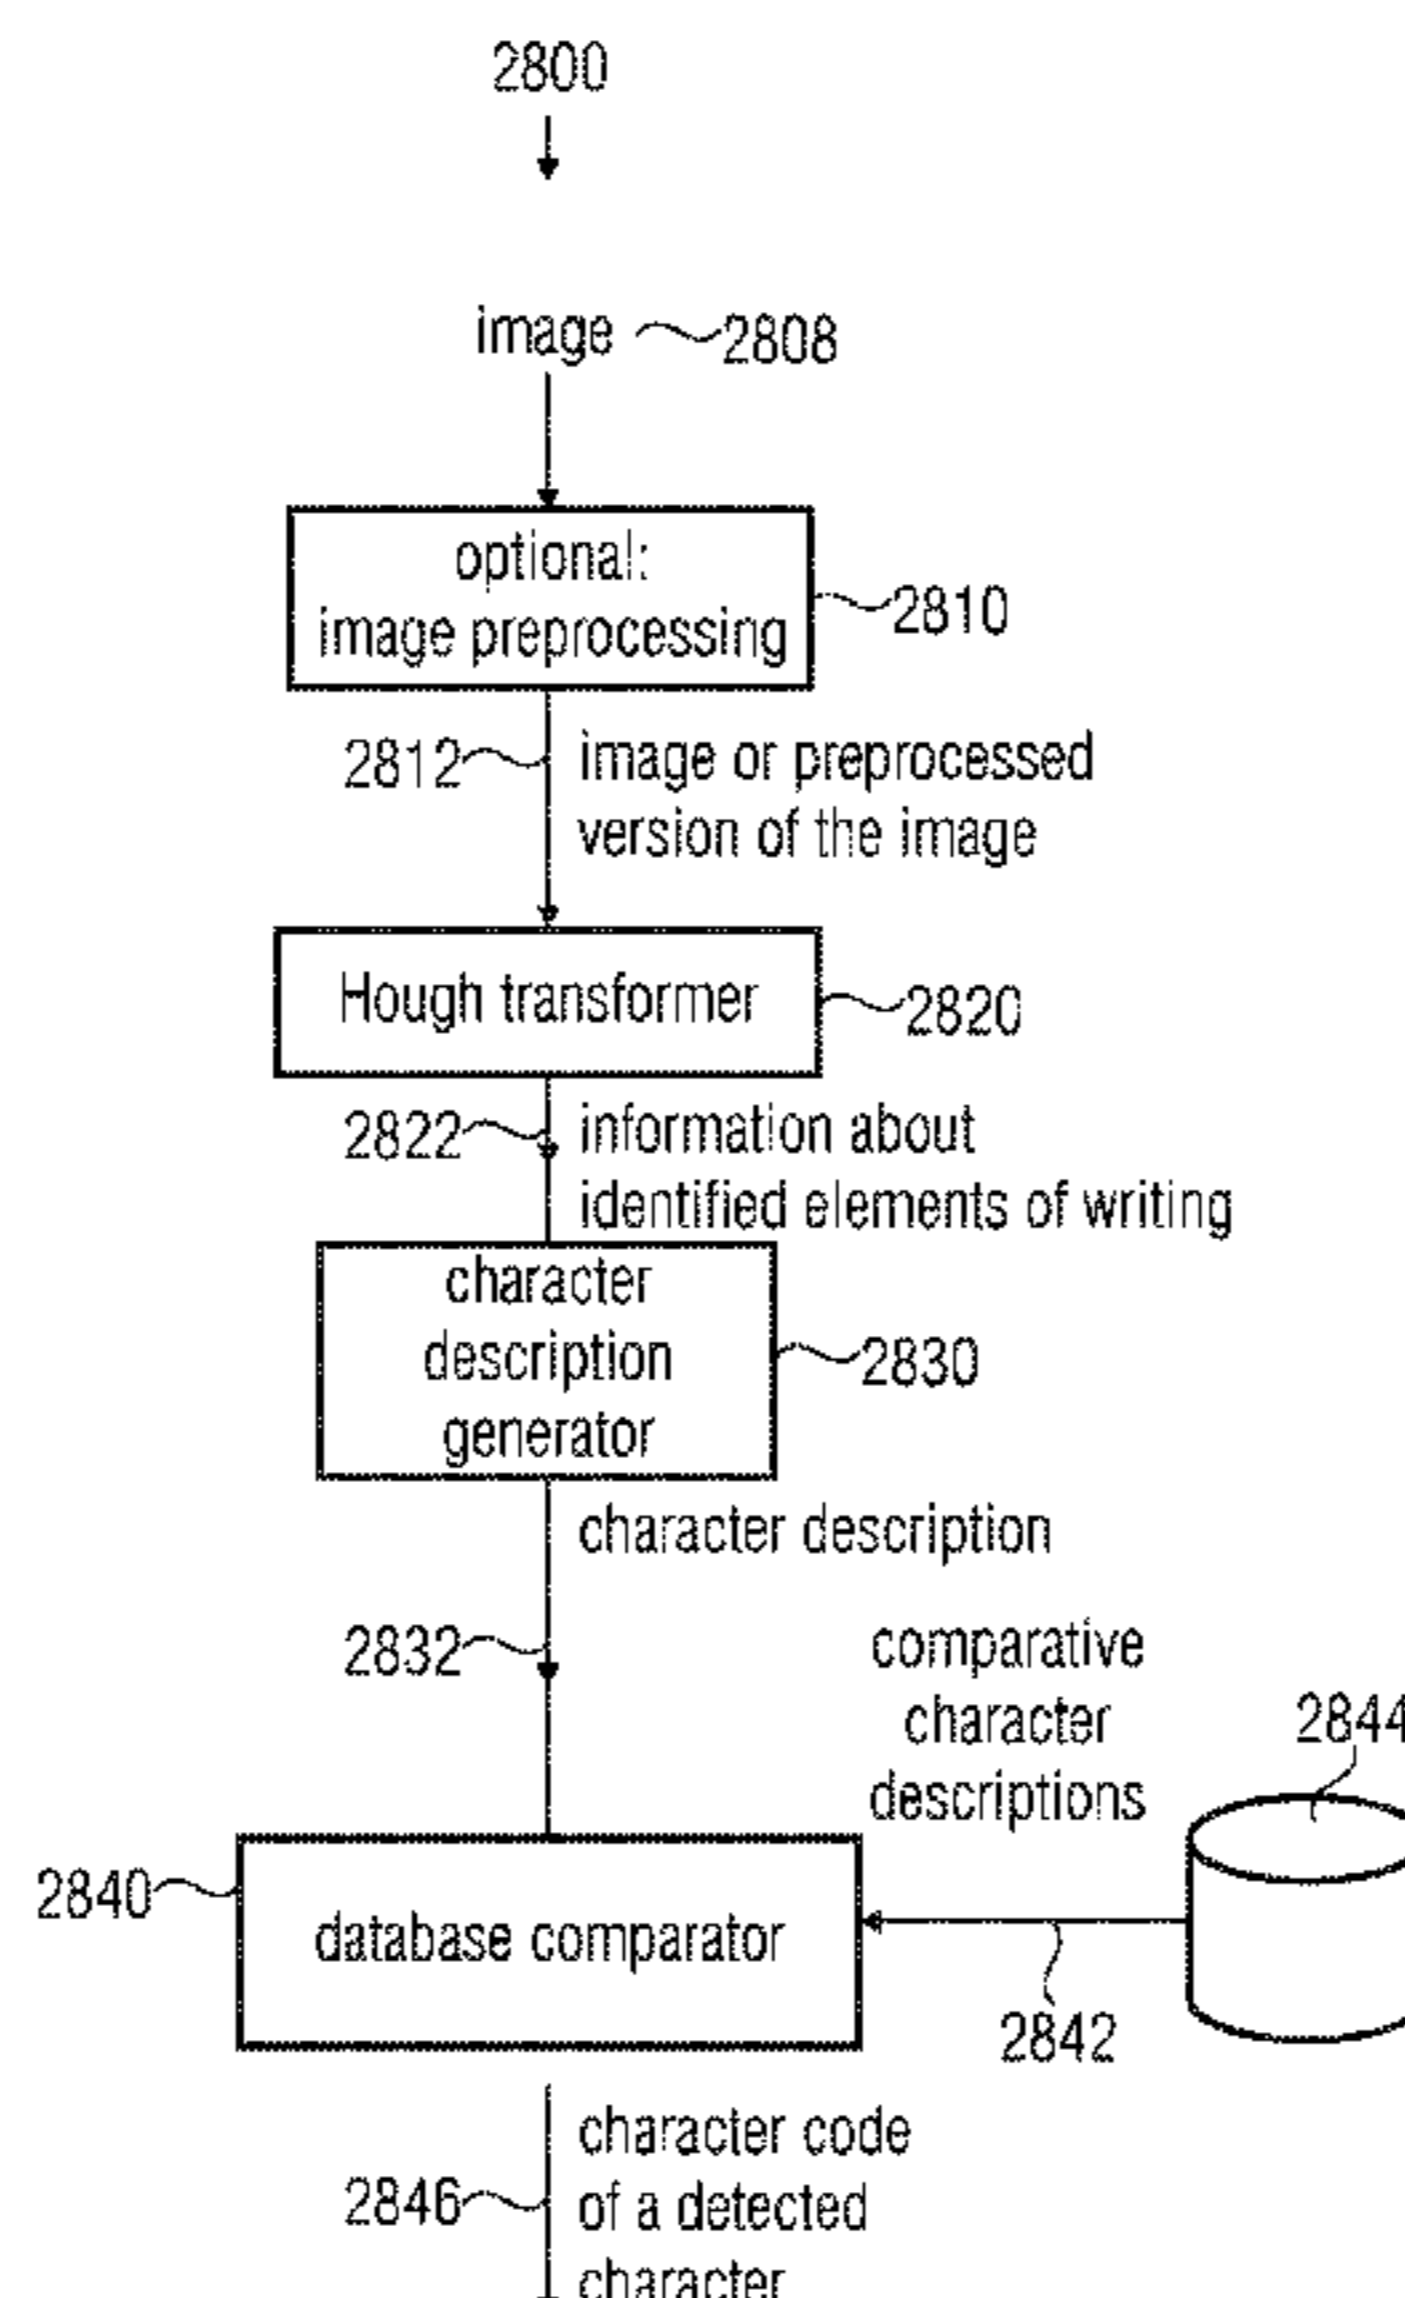 2800
image 2808
optional:
image preprocessing
2810
2812
image or preprocessed
version of the image
Hough transformer
2820
2822
information about
identified elements of writing
character
description
generator
2830
character description
2832
comparative
character
descriptions
2844
2840
database comparator
2842
character code
of a detected
character
2846